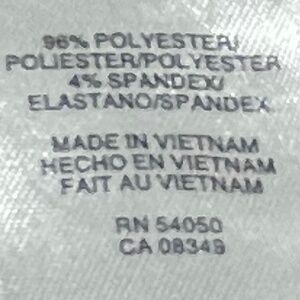 96% POLYESTER/
POLIESTER/POLYESTER
4% SPANDEX/
ELASTANO/SPANDEX
MADE IN VIETNAM
HECHO EN VIETNAM
FAIT AU VIETNAM
RN 54050
CA 08349